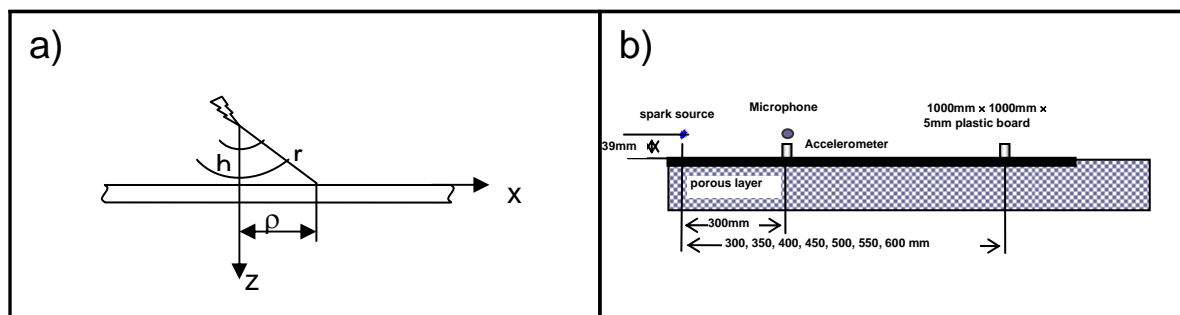 a)
h
r
x
ρ
z
b)
spark source
Microphone
1000mm × 1000mm ×
5mm plastic board
39mm
Accelerometer
porous layer
300mm
300, 350, 400, 450, 500, 550, 600 mm